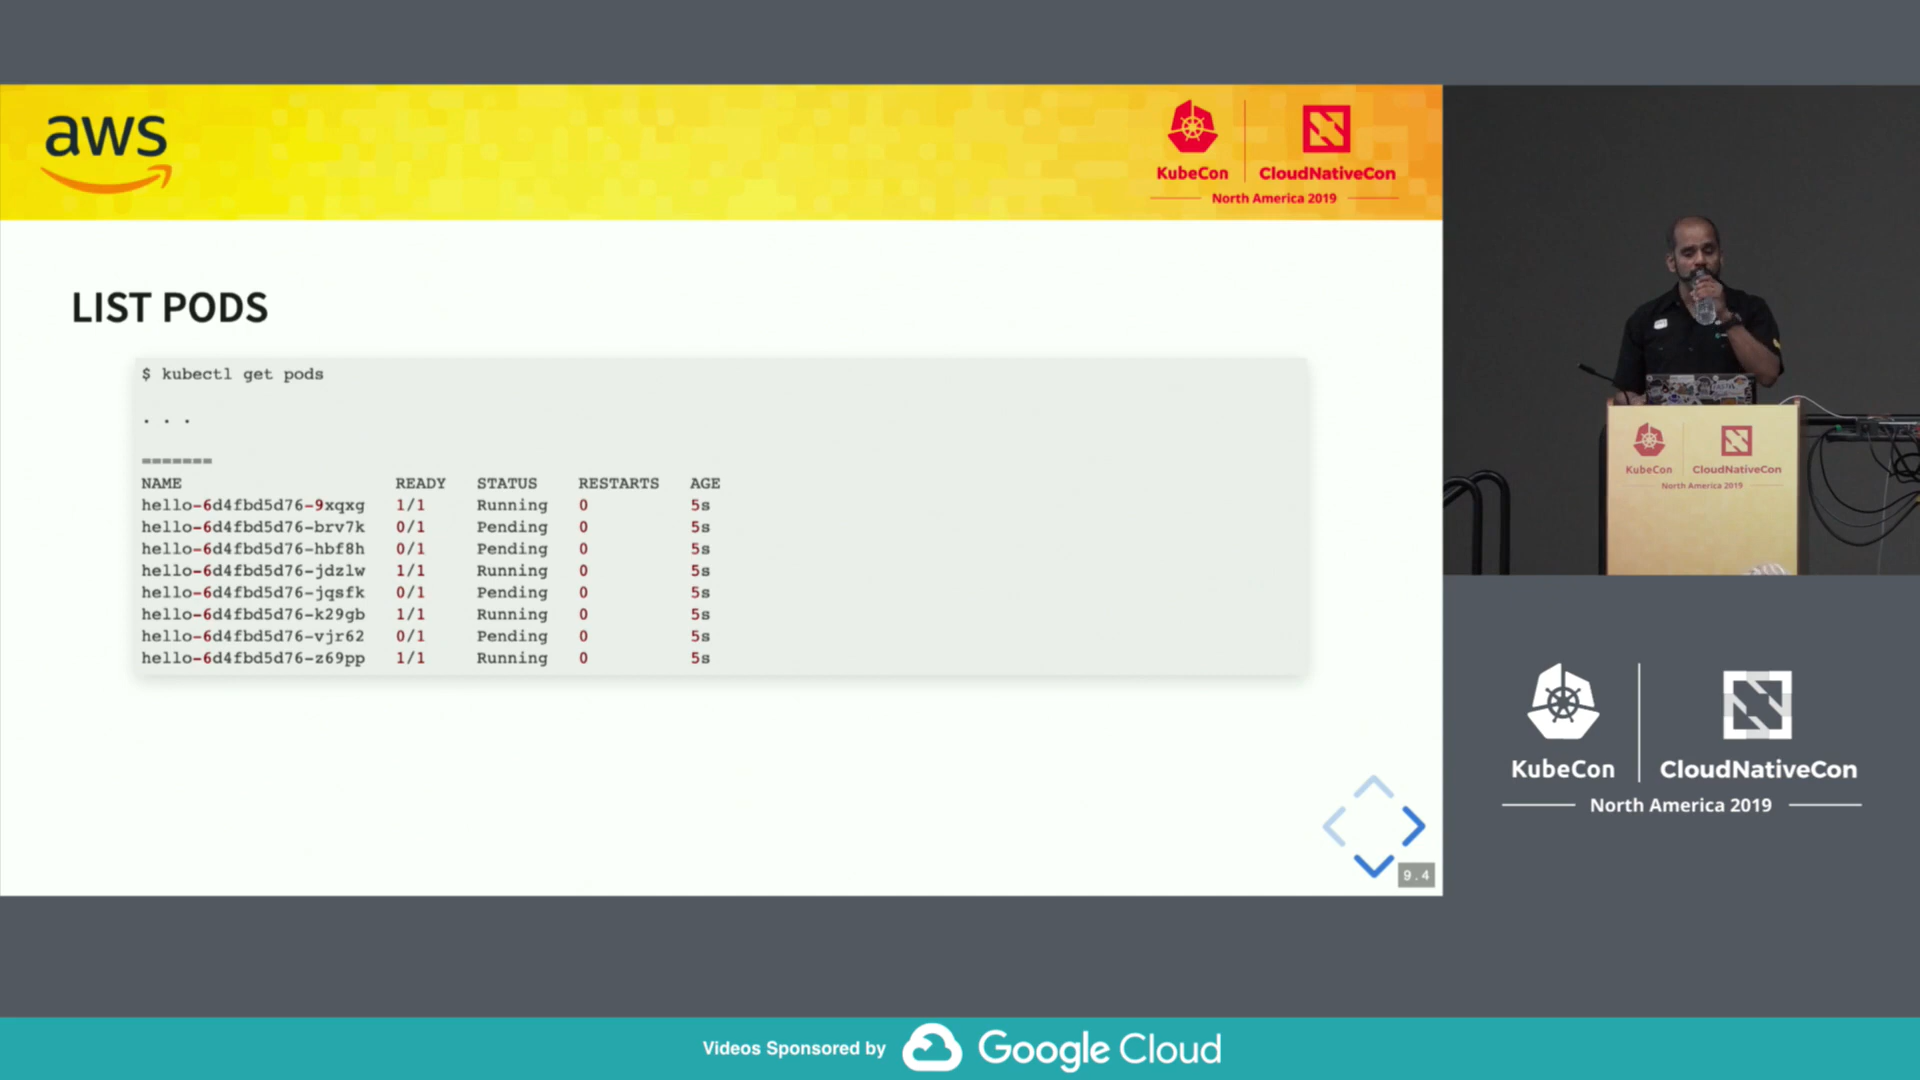 aws
KubeCon
CloudNativeCon
North America 2019
LIST PODS
$ kubectl get pods
. . .
=======
NAME READY STATUS RESTARTS AGE
hello-6d4fbd5d76-9xqxg 1/1 Running 0 5s
hello-6d4fbd5d76-brv7k 0/1 Pending 0 5s
hello-6d4fbd5d76-hbf8h 0/1 Pending 0 5s
hello-6d4fbd5d76-jdzlw 1/1 Running 0 5s
hello-6d4fbd5d76-jqsfk 0/1 Pending 0 5s
hello-6d4fbd5d76-k29gb 1/1 Running 0 5s
hello-6d4fbd5d76-vjr62 0/1 Pending 0 5s
hello-6d4fbd5d76-z69pp 1/1 Running 0 5s
9.4
KubeCon
CloudNativeCon
North America 2019
KubeCon
CloudNativeCon
North America 2019
Videos Sponsored by Google Cloud